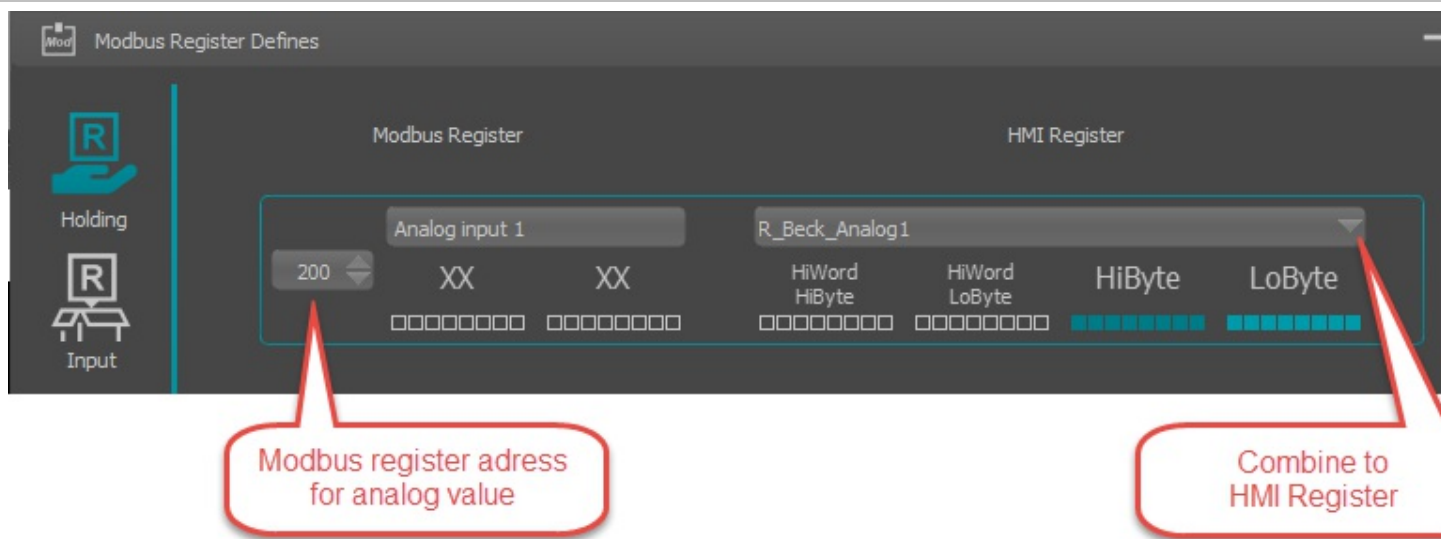 Mod Modbus Register Defines
Modbus Register HMI Register
R
Holding
Analog input 1 R_Beck_Analog1
200 XX XX HiWord HiWord HiByte LoByte
HiByte LoByte
R
Input
Modbus register adress
for analog value
Combine to
HMI Register